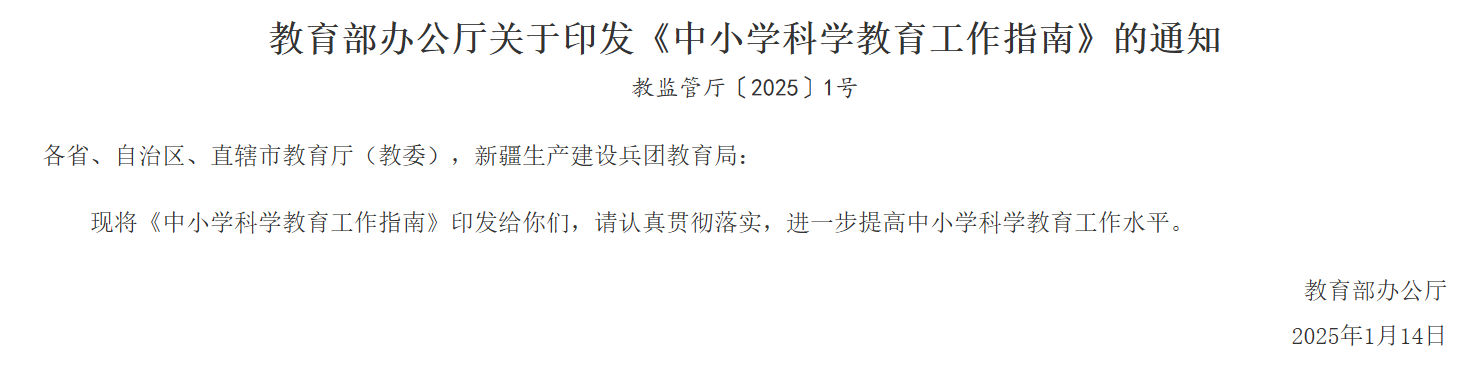 教育部办公厅关于印发《中小学科学教育工作指南》的通知
教监管厅〔2025〕1号
各省、自治区、直辖市教育厅（教委），新疆生产建设兵团教育局：
现将《中小学科学教育工作指南》印发给你们，请认真贯彻落实，进一步提高中小学科学教育工作水平。
教育部办公厅
2025年1月14日